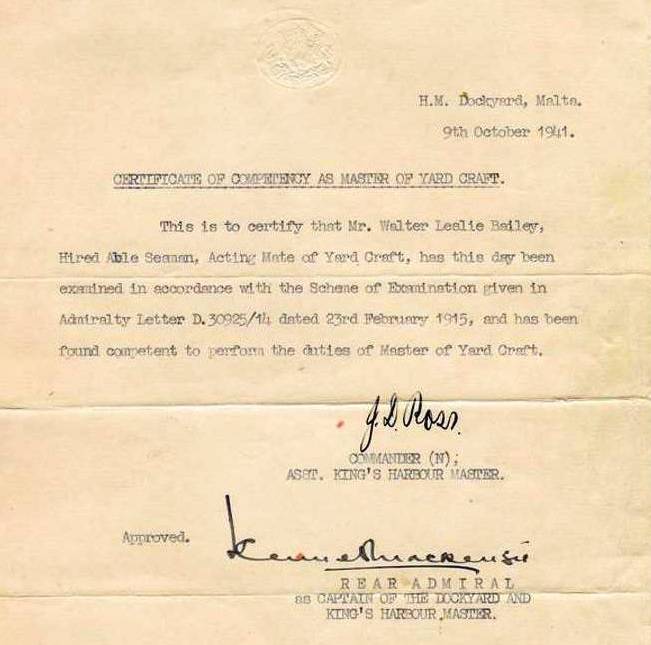 H.M. Dockyard, Malta.
9th October 1941.
CERTIFICATE OF COMPETENCY AS MASTER OF YARD CRAFT.
This is to certify that Mr. Walter Leslie Bailey,
Hired Able Seaman, Acting Mate of Yard Craft, has this day been
examined in accordance with the Scheme of Examination given in
Admiralty Letter D.30925/14 dated 23rd February 1915, and has been
found competent to perform the duties of Master of Yard Craft.
J.D. Ross.
COMMANDER (N);
ASST. KING'S HARBOUR MASTER.
Approved.
Mackenzie
REAR ADMIRAL
as CAPTAIN OF THE DOCKYARD AND
KING'S HARBOUR MASTER.